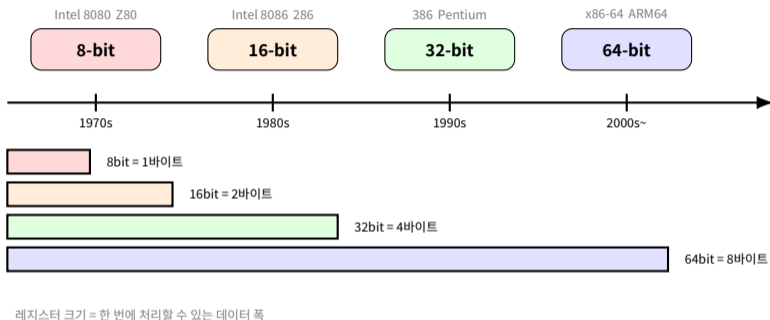 Intel 8080 Z80
Intel 8086 286
386 Pentium
x86-64 ARM64
8-bit
16-bit
32-bit
64-bit
1970s
1980s
1990s
2000s~
8bit = 1바이트
16bit = 2바이트
32bit = 4바이트
64bit = 8바이트
레지스터 크기 = 한 번에 처리할 수 있는 데이터 폭